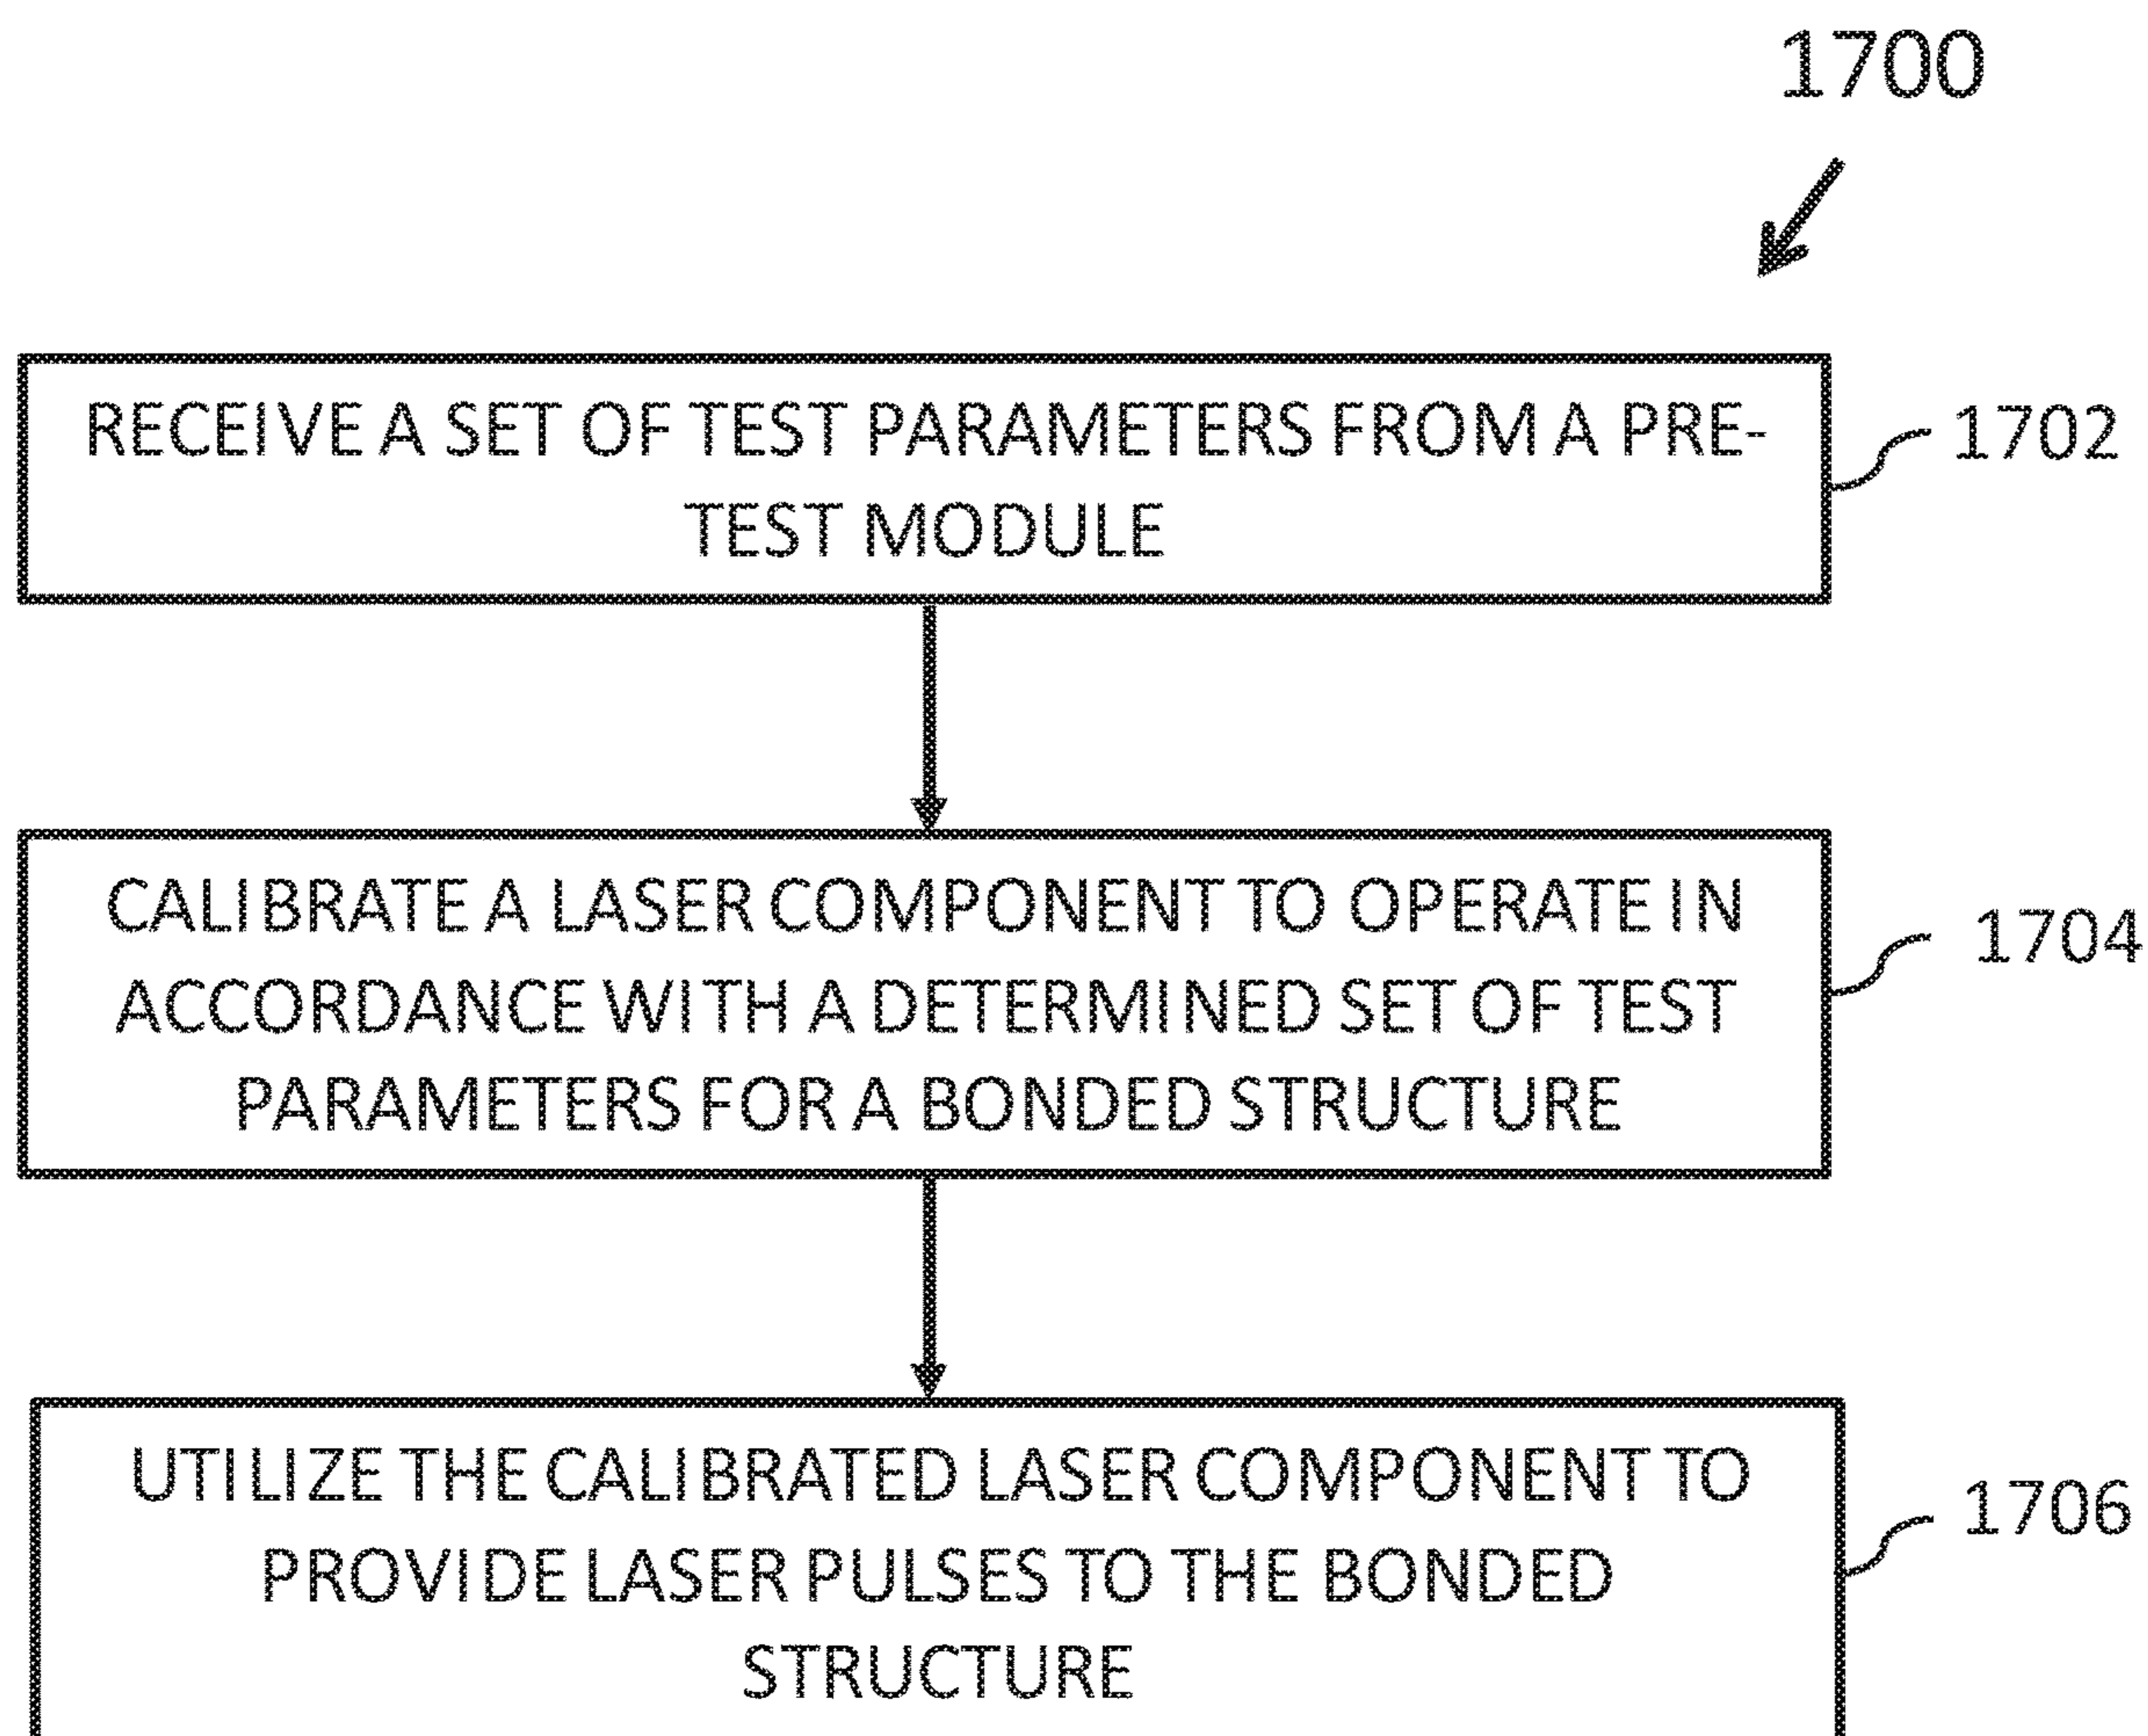 1700
RECEIVE A SET OF TEST PARAMETERS FROM A PRE-
TEST MODULE
1702
CALIBRATE A LASER COMPONENT TO OPERATE IN
ACCORDANCE WITH A DETERMINED SET OF TEST
PARAMETERS FOR A BONDED STRUCTURE
1704
UTILIZE THE CALIBRATED LASER COMPONENT TO
PROVIDE LASER PULSES TO THE BONDED
STRUCTURE
1706